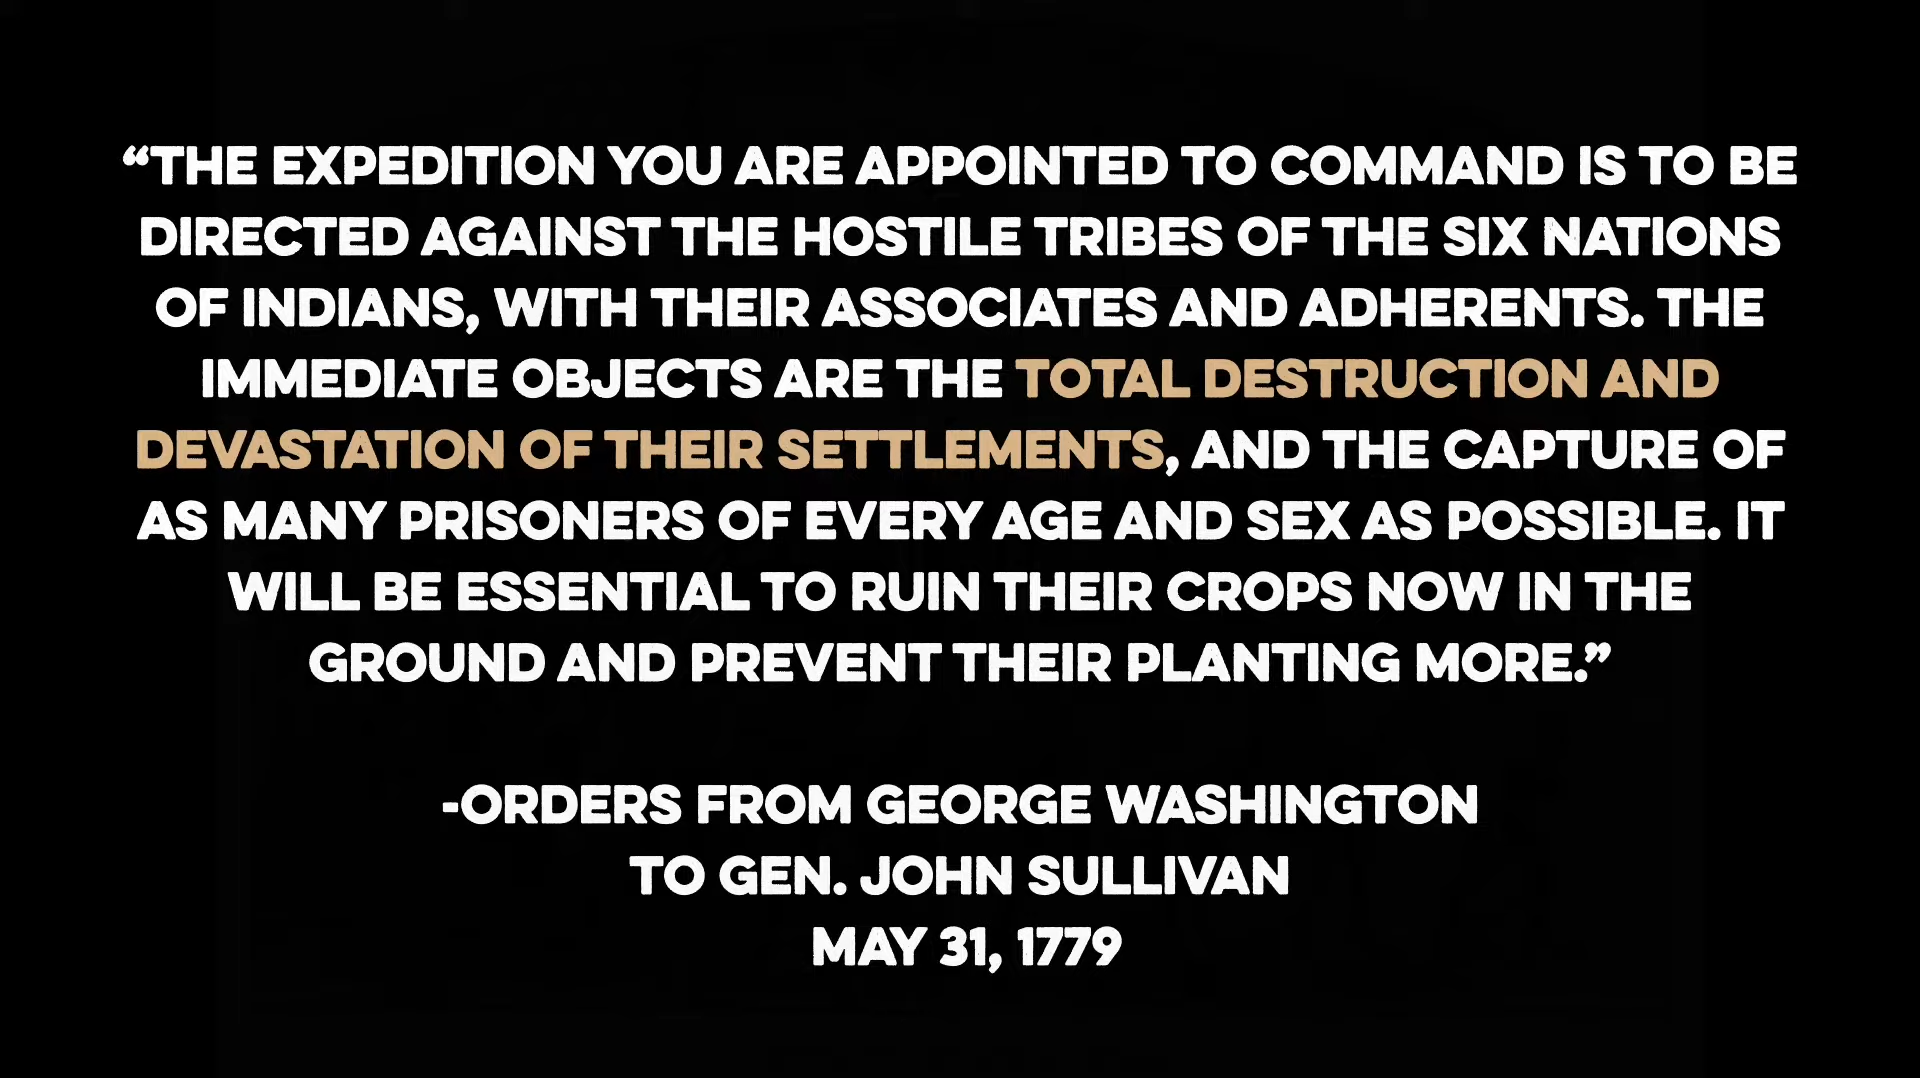 “THE EXPEDITION YOU ARE APPOINTED TO COMMAND IS TO BE
DIRECTED AGAINST THE HOSTILE TRIBES OF THE SIX NATIONS
OF INDIANS, WITH THEIR ASSOCIATES AND ADHERENTS. THE
IMMEDIATE OBJECTS ARE THE TOTAL DESTRUCTION AND
DEVASTATION OF THEIR SETTLEMENTS, AND THE CAPTURE OF
AS MANY PRISONERS OF EVERY AGE AND SEX AS POSSIBLE. IT
WILL BE ESSENTIAL TO RUIN THEIR CROPS NOW IN THE
GROUND AND PREVENT THEIR PLANTING MORE.”
-ORDERS FROM GEORGE WASHINGTON
TO GEN. JOHN SULLIVAN
MAY 31, 1779